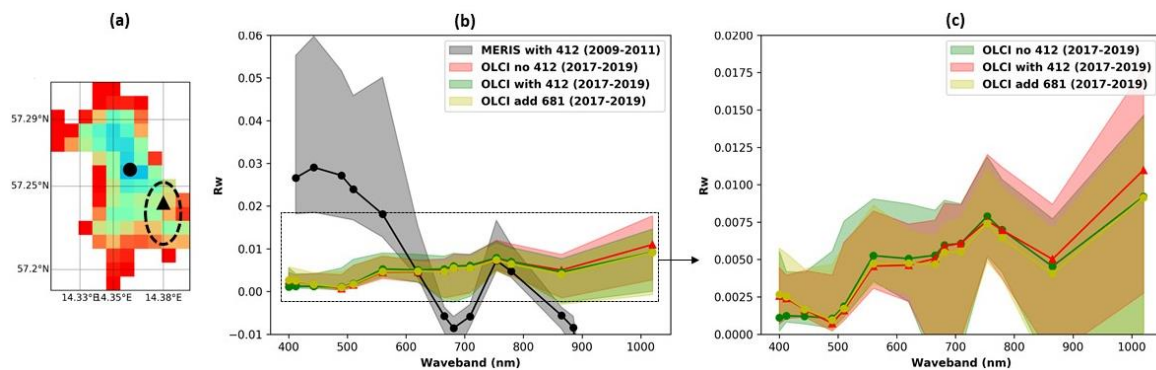 (a)
57.29°N
57.25°N
57.2°N
14.33°E 14.35°E 14.38°E
(b)
Rw
0.06
0.05
0.04
0.03
0.02
0.01
0.00
−0.01
MERIS with 412 (2009-2011)
OLCI no 412 (2017-2019)
OLCI with 412 (2017-2019)
OLCI add 681 (2017-2019)
400 500 600 700 800 900 1000
Waveband (nm)
(c)
Rw
0.0200
0.0175
0.0150
0.0125
0.0100
0.0075
0.0050
0.0025
0.0000
OLCI no 412 (2017-2019)
OLCI with 412 (2017-2019)
OLCI add 681 (2017-2019)
400 500 600 700 800 900 1000
Waveband (nm)